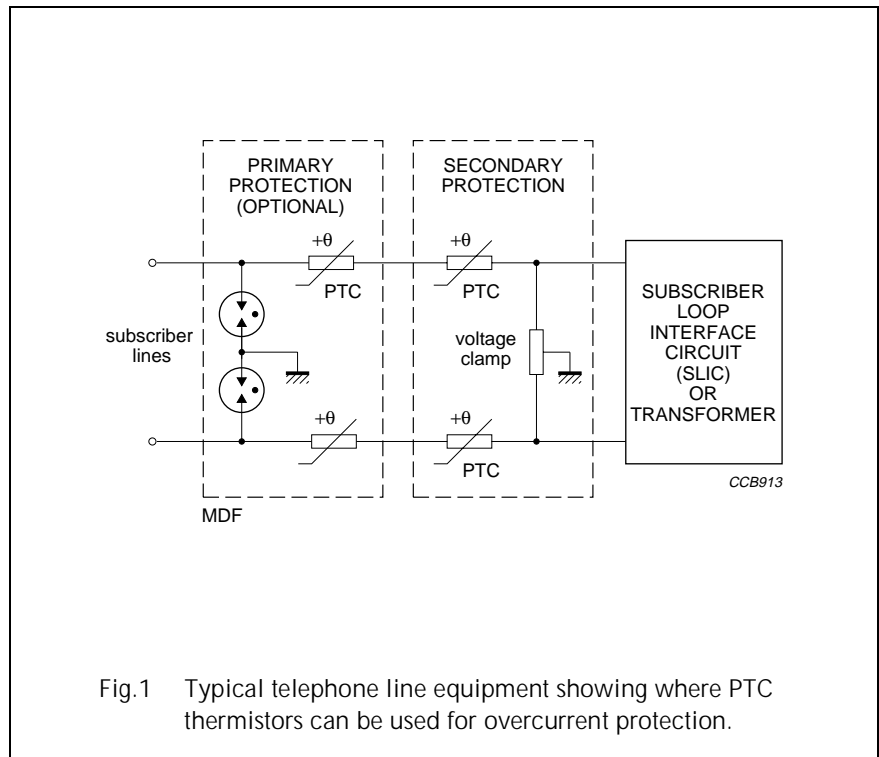 PRIMARY
PROTECTION
(OPTIONAL)
SECONDARY
PROTECTION
+θ
PTC
+θ
PTC
subscriber
lines
voltage
clamp
SUBSCRIBER
LOOP
INTERFACE
CIRCUIT
(SLIC)
OR
TRANSFORMER
+θ
+θ
PTC
CCB913
MDF
Fig.1 Typical telephone line equipment showing where PTC
thermistors can be used for overcurrent protection.